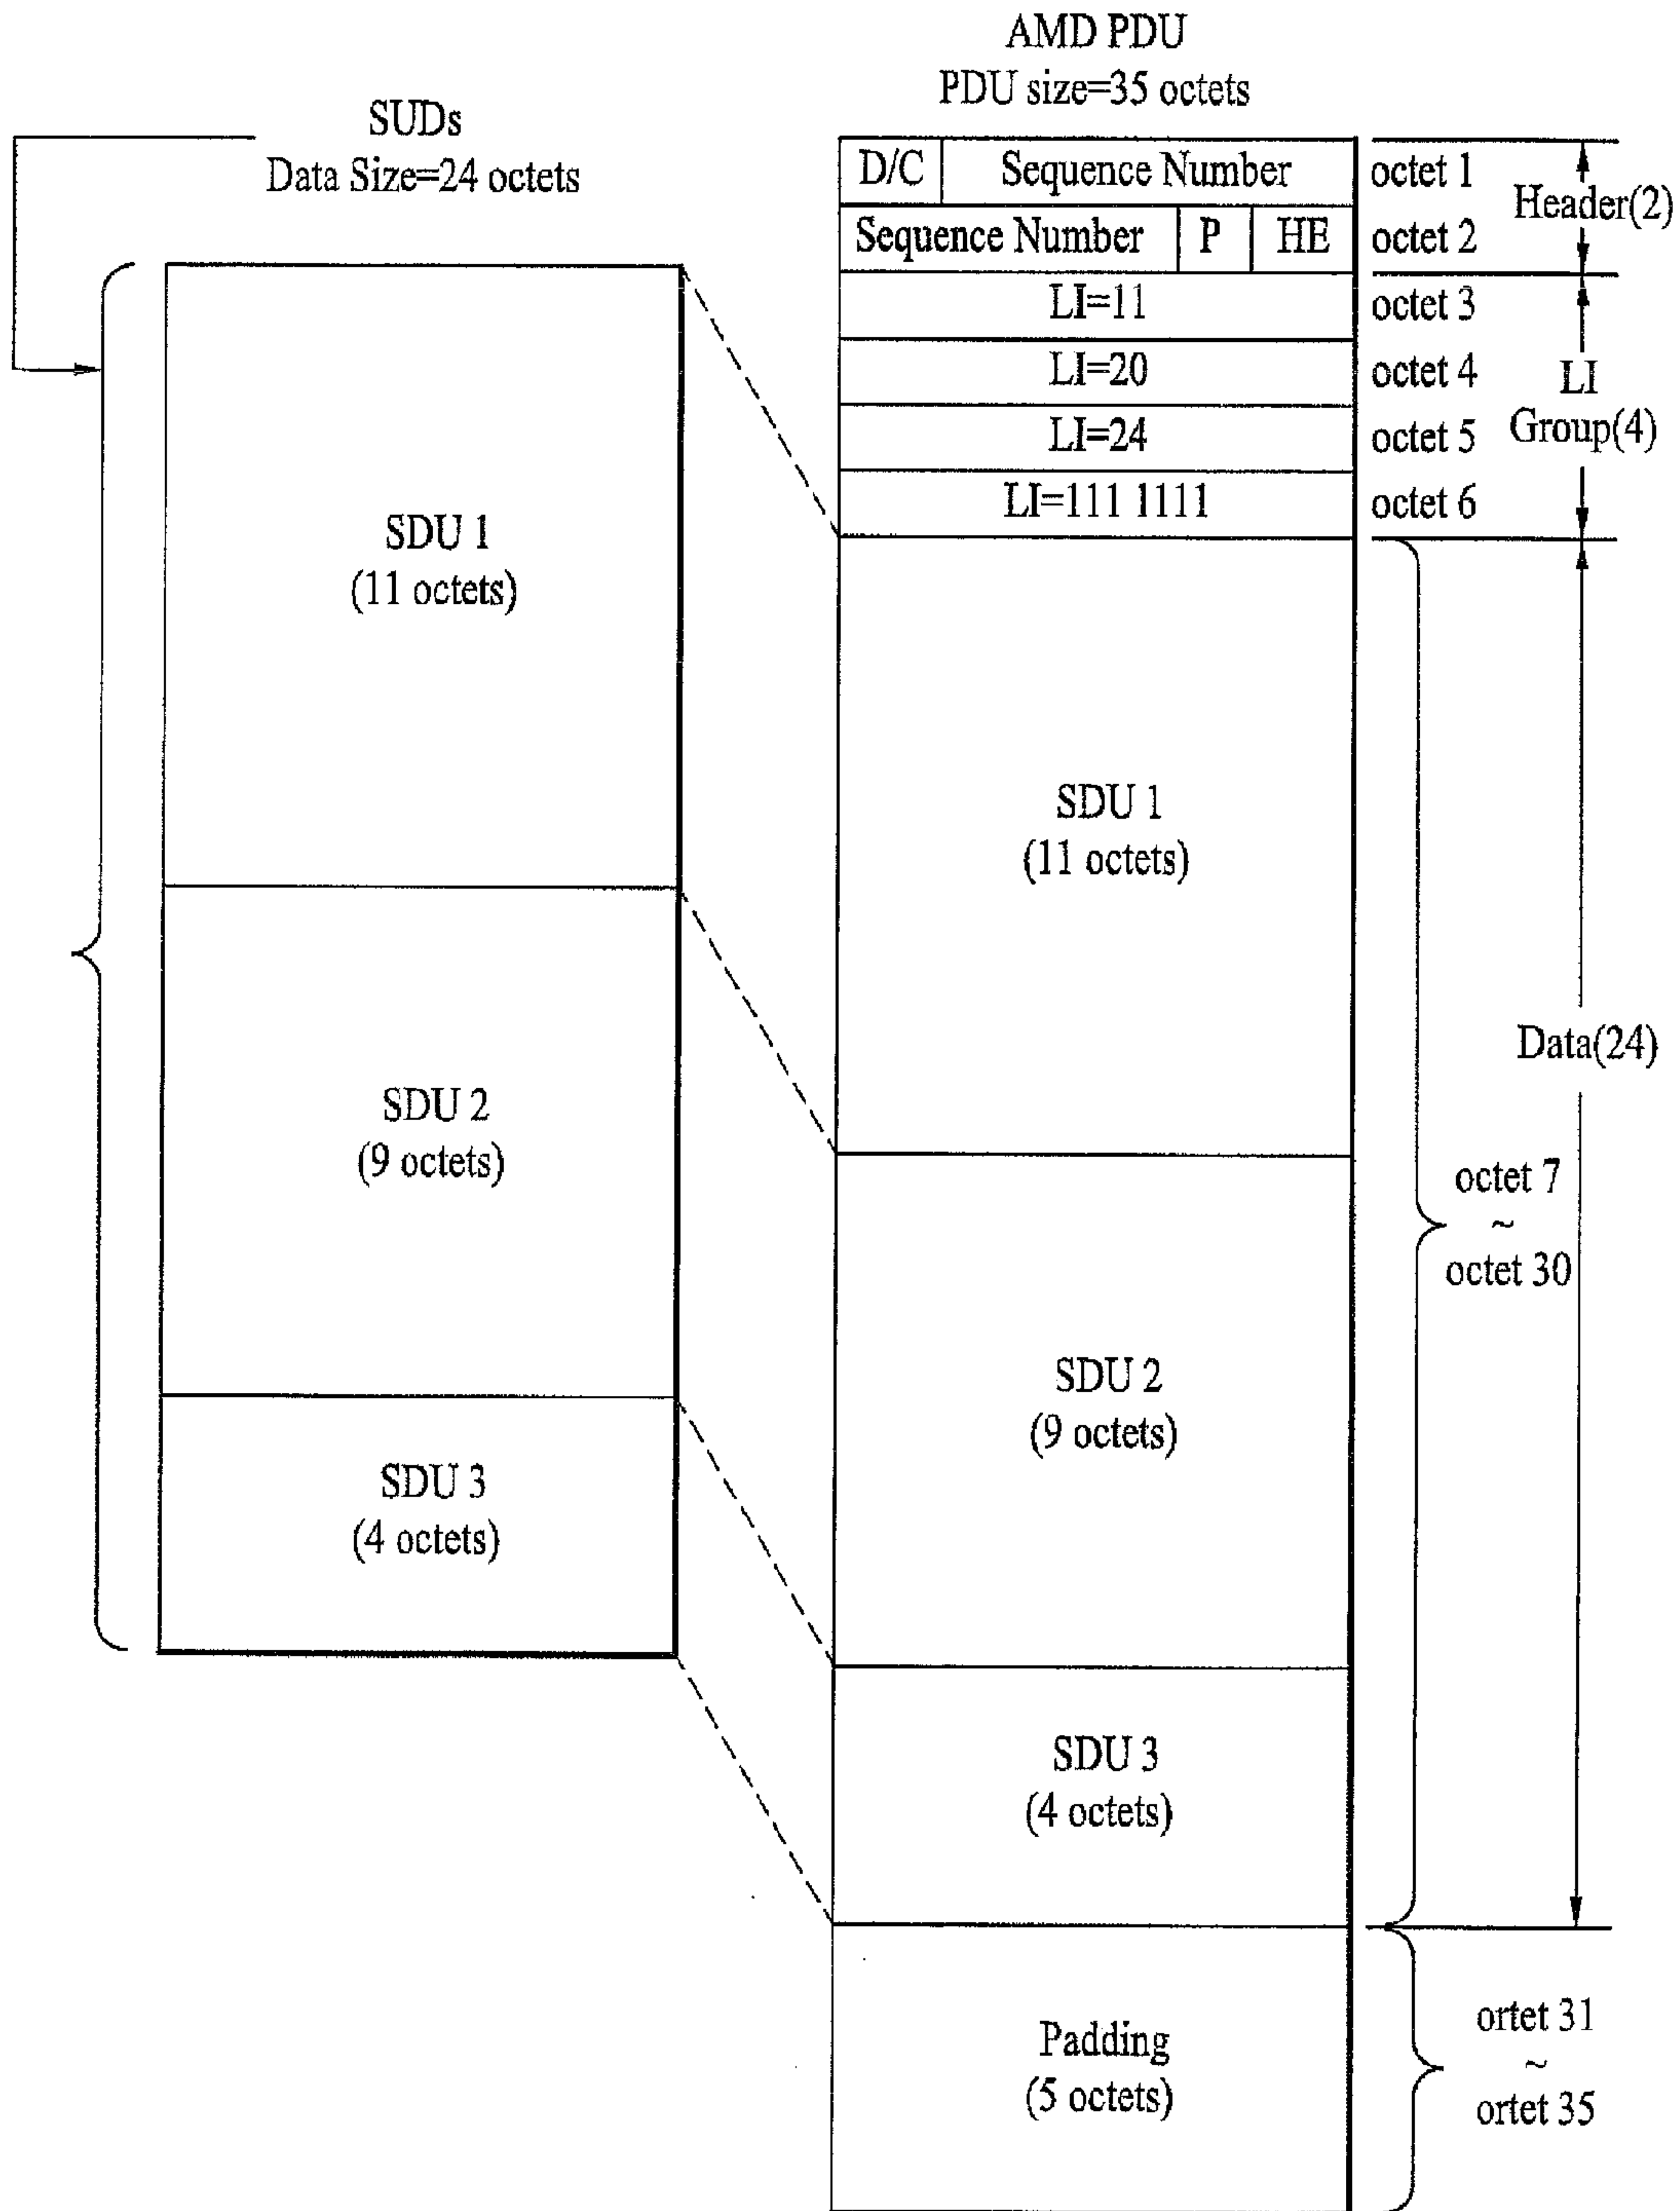 AMD PDU
PDU size=35 octets
SUDs
Data Size=24 octets
D/C Sequence Number octet 1
Header(2)
Sequence Number P HE octet 2
LI=11 octet 3
LI=20 octet 4
LI
LI=24 octet 5
Group(4)
LI=111 1111 octet 6
SDU 1
(11 octets)
SDU 1
(11 octets)
Data(24)
SDU 2
(9 octets)
octet 7
~
octet 30
SDU 2
(9 octets)
SDU 3
(4 octets)
SDU 3
(4 octets)
Padding
(5 octets)
ortet 31
~
ortet 35